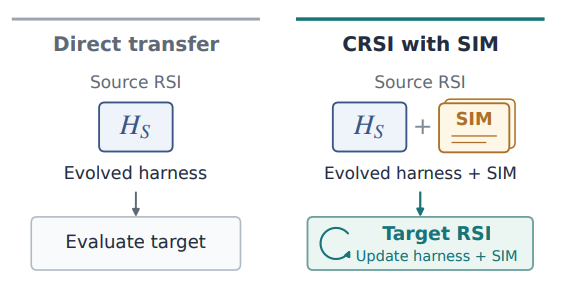 Direct transfer
Source RSI
H_S
Evolved harness
Evaluate target
CRSI with SIM
Source RSI
H_S + SIM
Evolved harness + SIM
Target RSI
Update harness + SIM